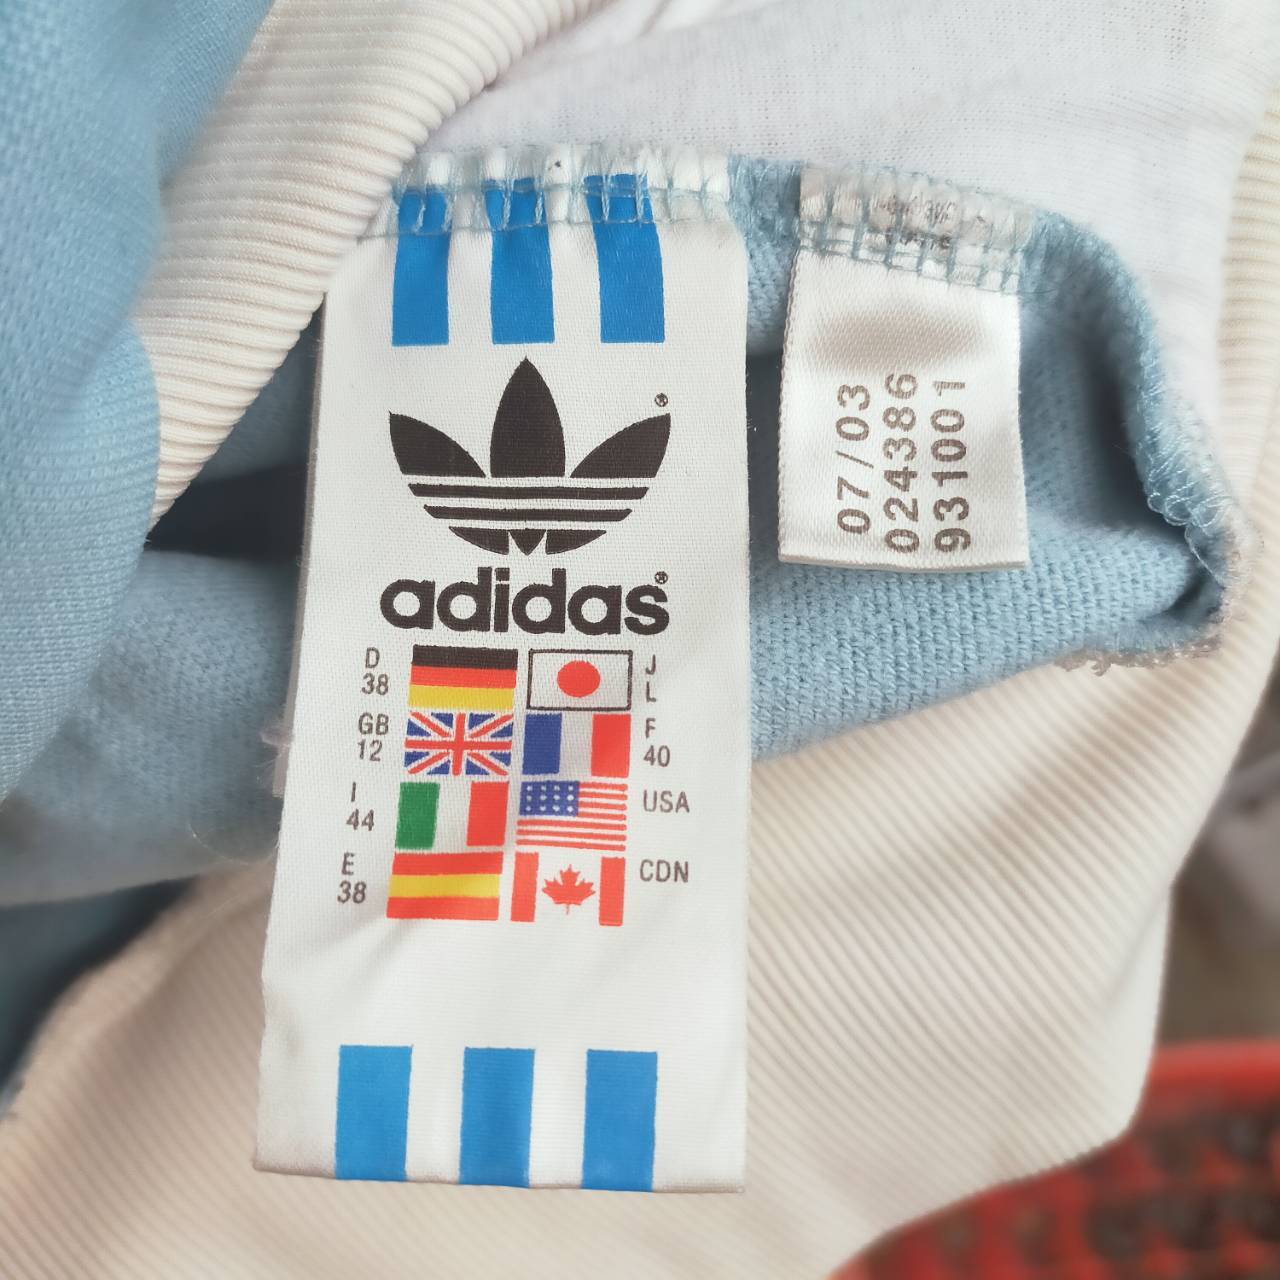 ®
adidas®
D
38
J
L
GB
12
F
40
I
44
USA
E
38
CDN
07/03
024386
931001